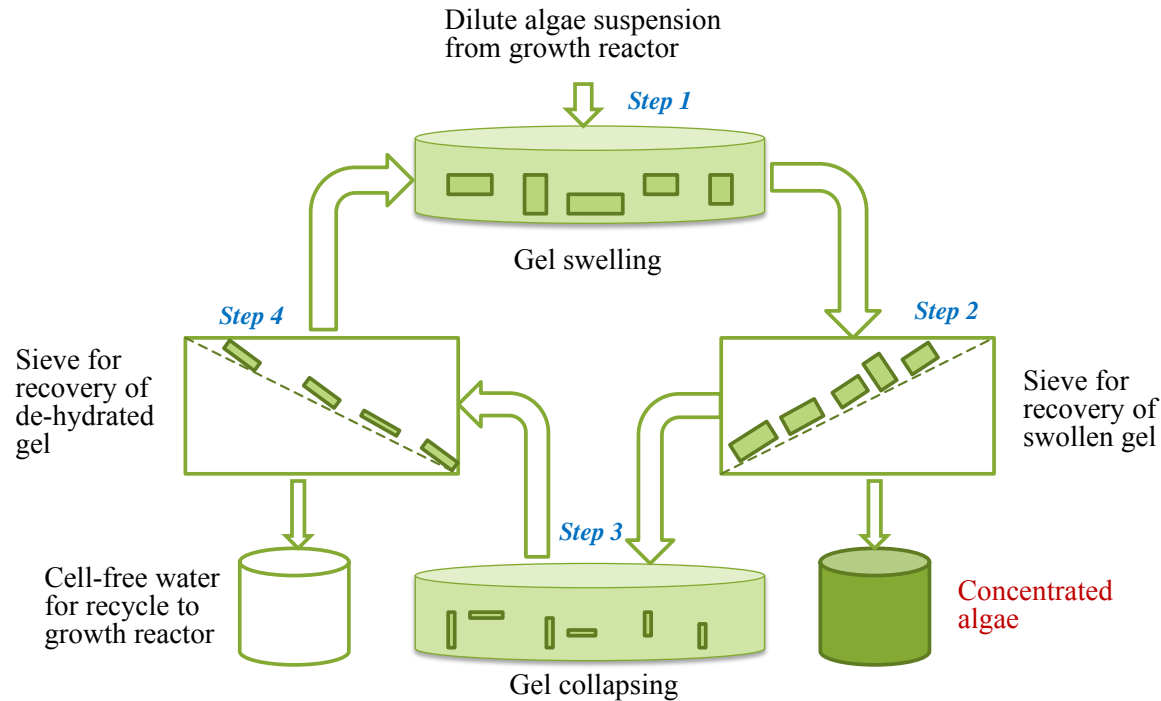 Dilute algae suspension
from growth reactor
Step 1
Gel swelling
Step 2
Sieve for
recovery of
swollen gel
Concentrated
algae
Step 3
Gel collapsing
Step 4
Sieve for
recovery of
de-hydrated
gel
Cell-free water
for recycle to
growth reactor